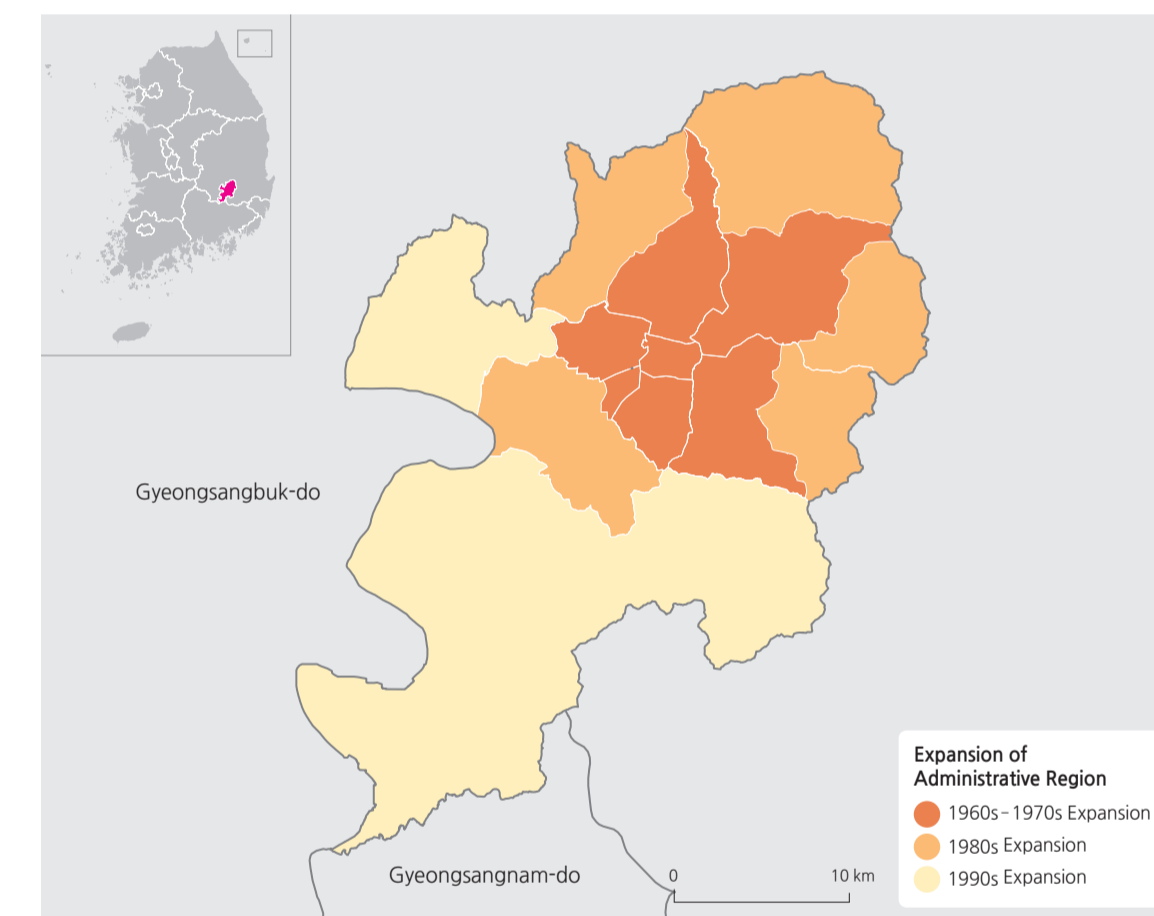 Gyeongsangbuk-do
Expansion of
Administrative Region
1960s – 1970s Expansion
1980s Expansion
1990s Expansion
Gyeongsangnam-do
0
10 km